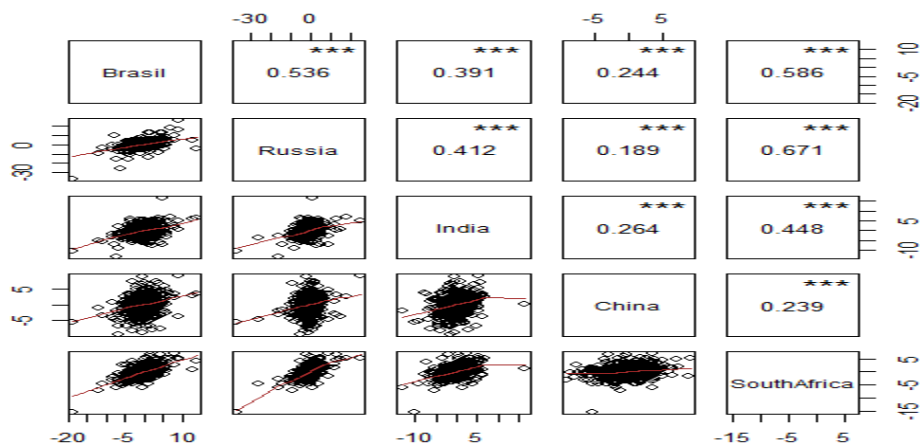 -30 0 -5 5
*** *** *** ***
Brasil 0.536 0.391 0.244 0.586
-20 -5 10
*** *** ***
-30 0
Russia 0.412 0.189 0.671
*** ***
India 0.264 0.448
-10 5
***
-5 5
China 0.239
SouthAfrica
-15 -5 5
-20 -5 10 -10 5 -15 -5 5